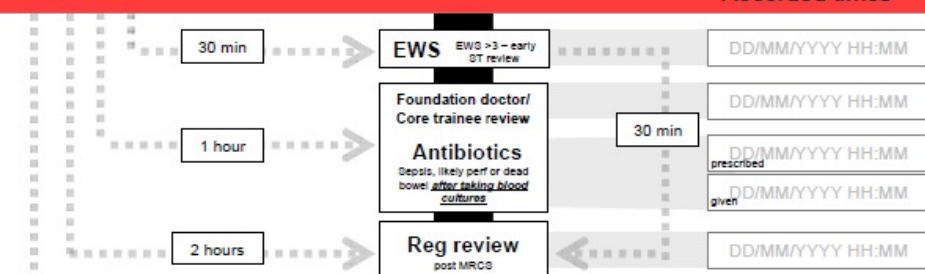 30 min
EWS
EWS >3 – early
ST review
DD/MM/YYYY HH:MM
Foundation doctor/
Core trainee review
DD/MM/YYYY HH:MM
30 min
1 hour
Antibiotics
Sepsis, likely perf or dead
bowel after taking blood
cultures
DD/MM/YYYY HH:MM
prescribed
DD/MM/YYYY HH:MM
given
2 hours
Reg review
post MRCS
DD/MM/YYYY HH:MM